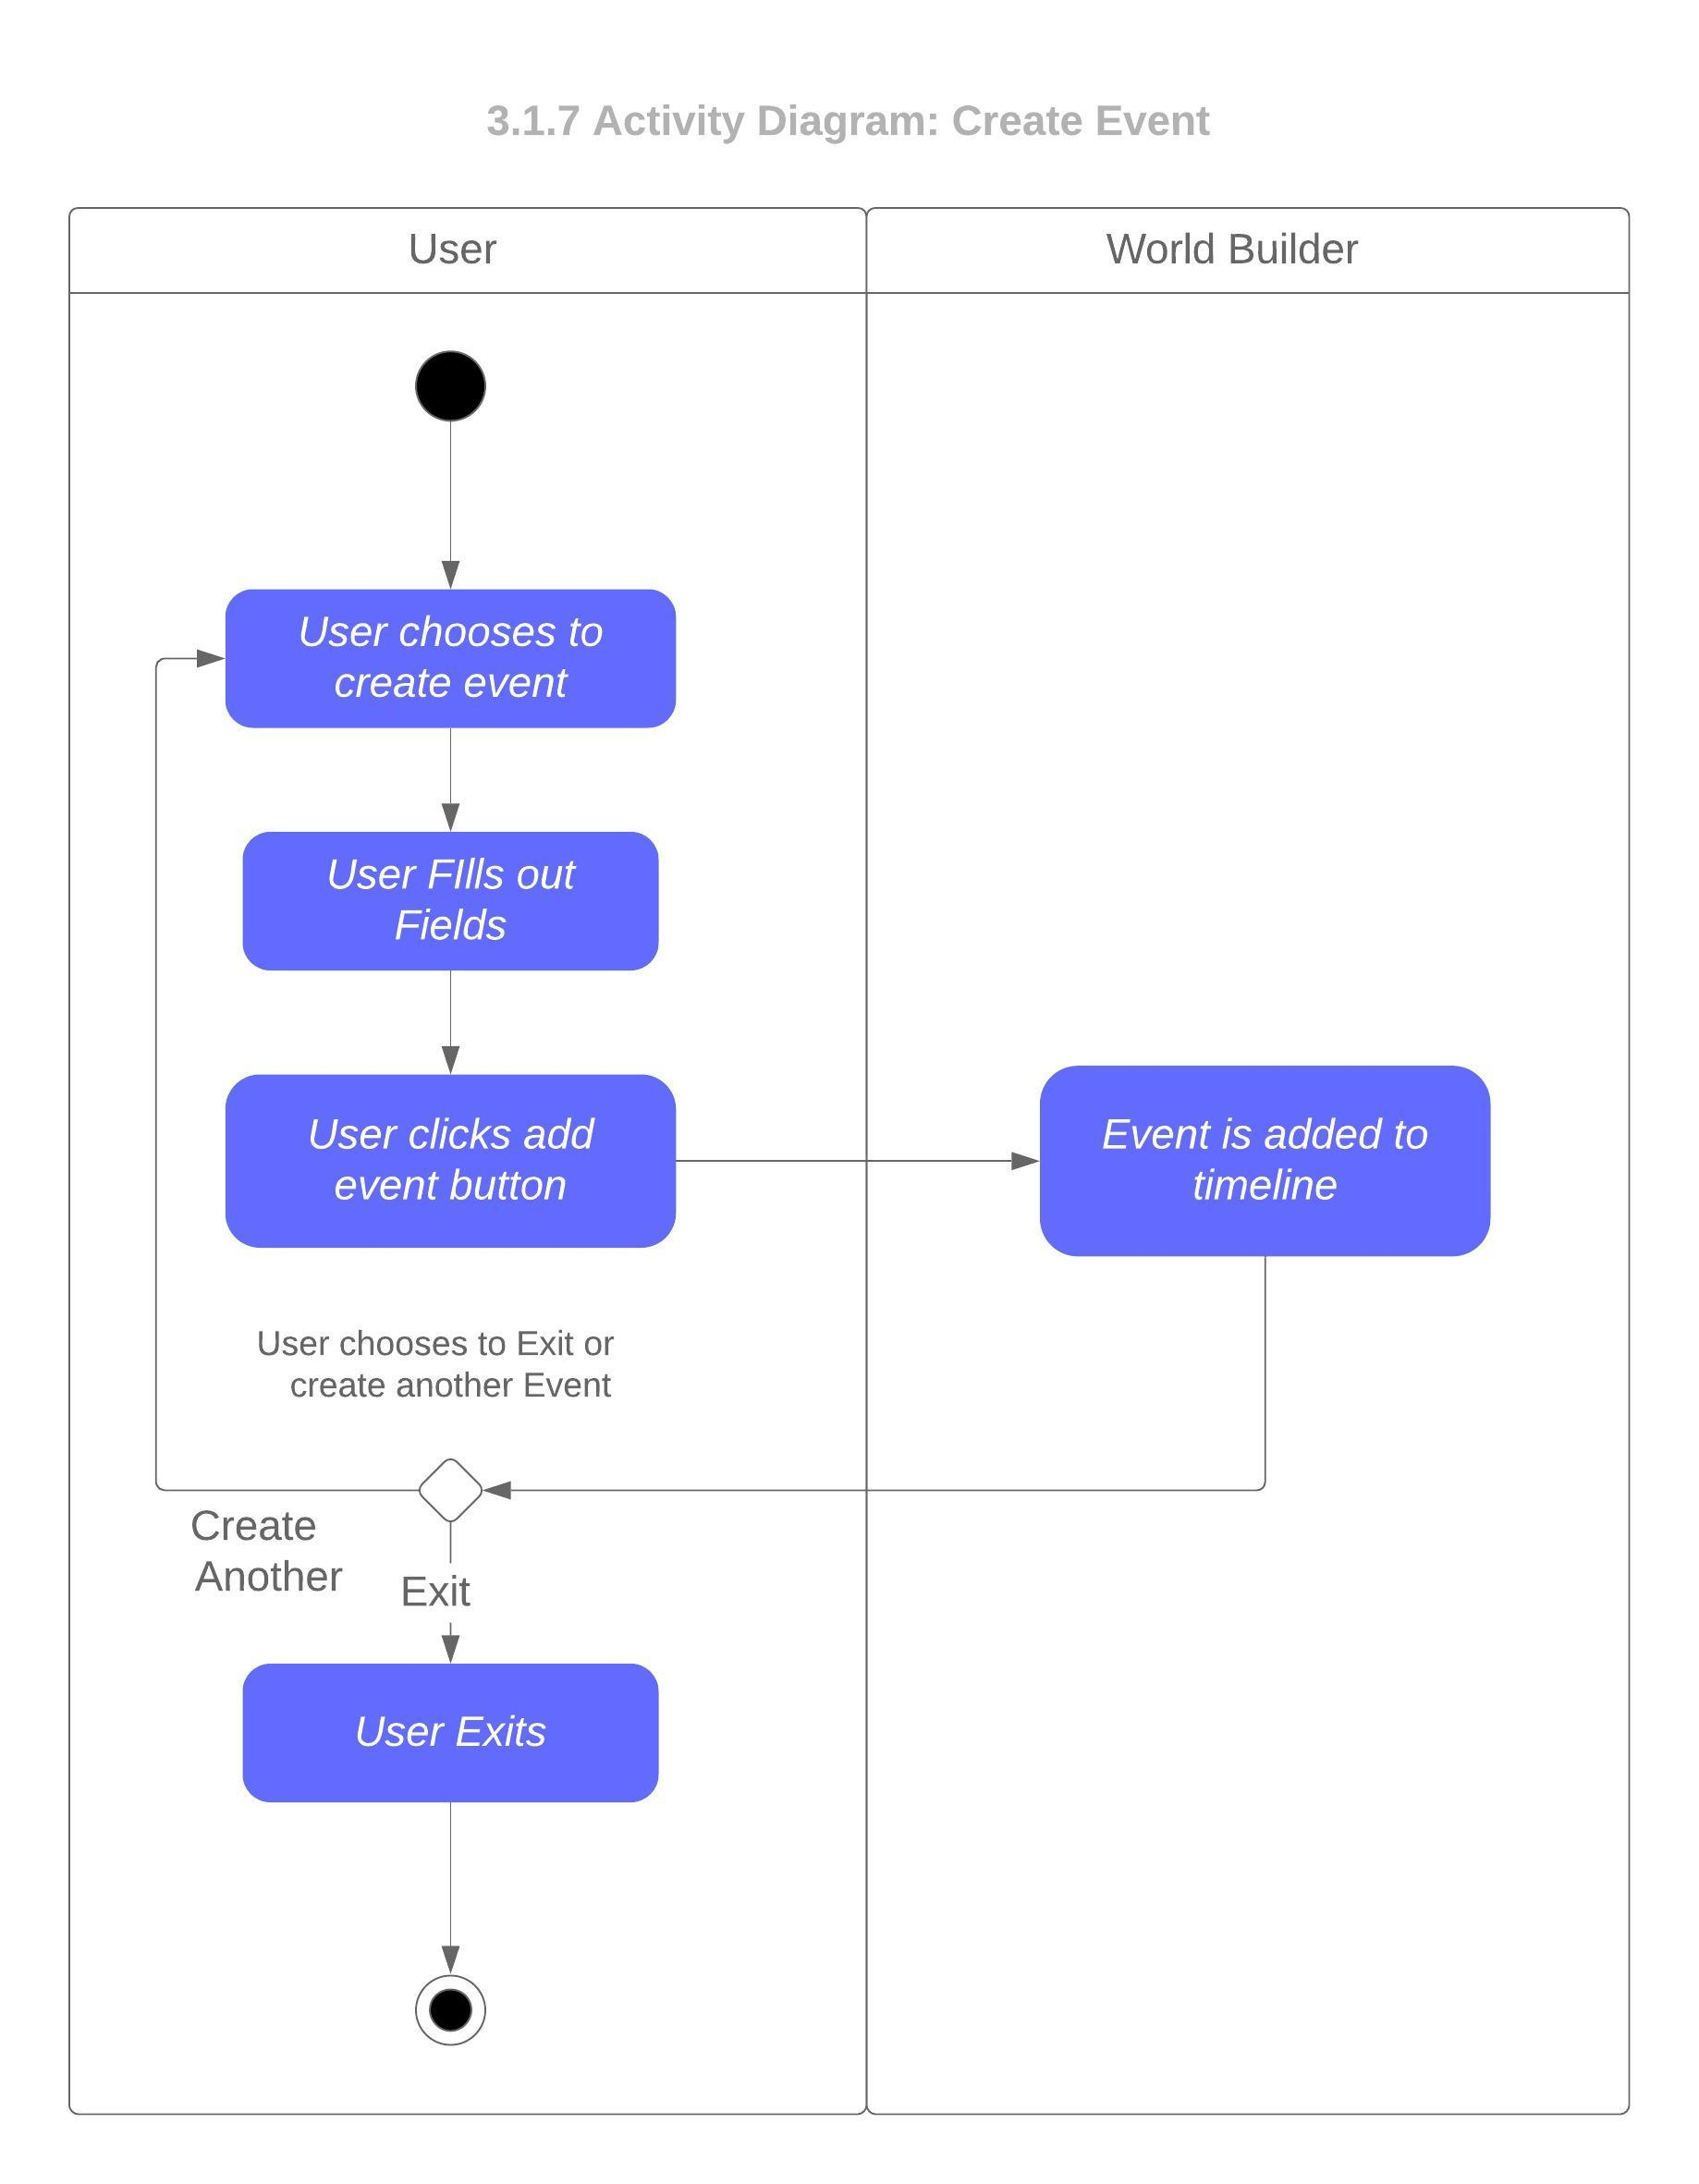 3.1.7 Activity Diagram: Create Event
User
World Builder
User chooses to
create event
User FIlls out
Fields
User clicks add
event button
Event is added to
timeline
User chooses to Exit or
create another Event
Create
Another
Exit
User Exits